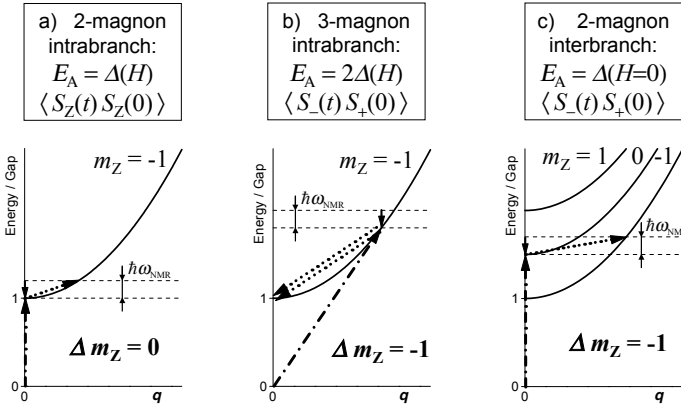 a) 2-magnon
intrabranch:
E_A = Δ(H)
⟨ S_Z(t) S_Z(0) ⟩
b) 3-magnon
intrabranch:
E_A = 2Δ(H)
⟨ S_−(t) S_+(0) ⟩
c) 2-magnon
interbranch:
E_A = Δ(H=0)
⟨ S_−(t) S_+(0) ⟩
Energy / Gap
m_Z = -1
ℏω_NMR
1
Δ m_Z = 0
0
0
q
Energy / Gap
m_Z = -1
ℏω_NMR
1
Δ m_Z = -1
0
0
q
Energy / Gap
m_Z = 1 0 -1
ℏω_NM
1
Δ m_Z = -1
0
0
q